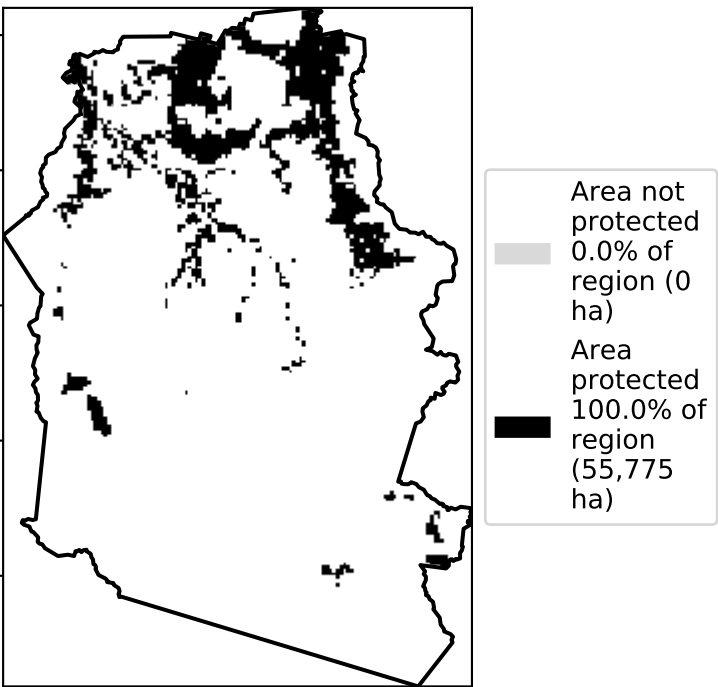 Area not
protected
0.0% of
region (0
ha)
Area
protected
100.0% of
region
(55,775
ha)